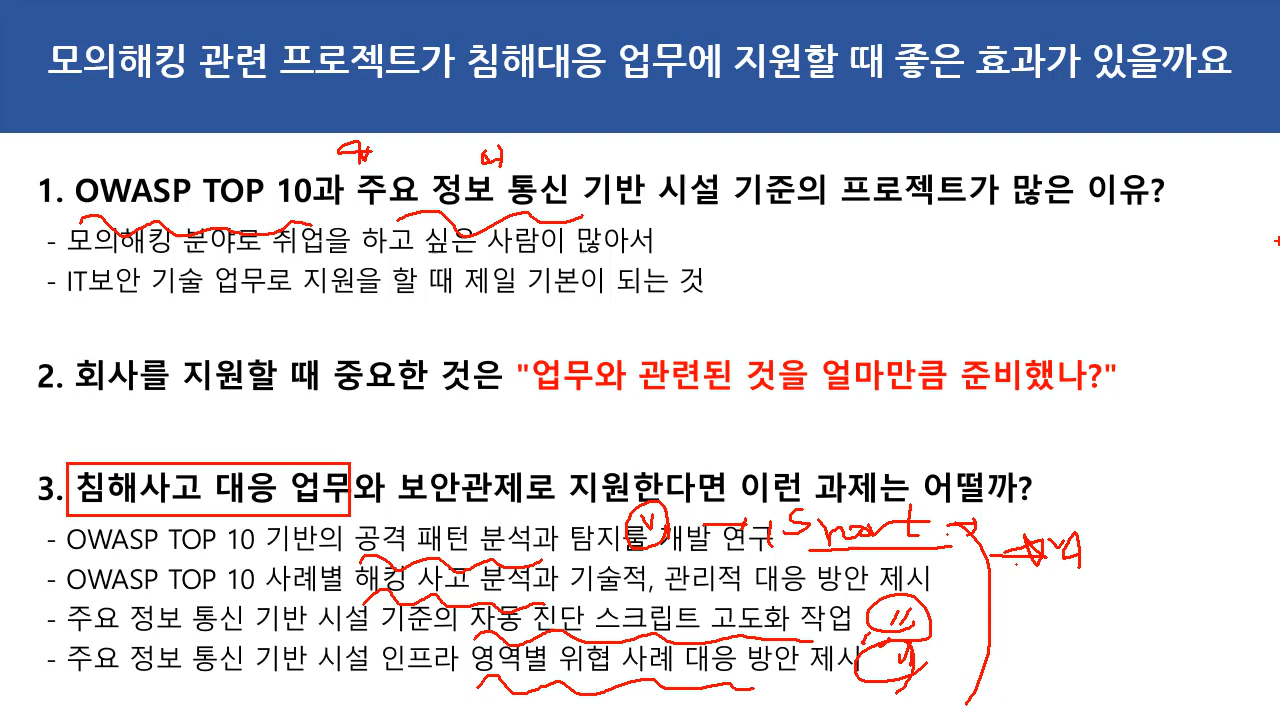 모의해킹 관련 프로젝트가 침해대응 업무에 지원할 때 좋은 효과가 있을까요
1. OWASP TOP 10과 주요 정보 통신 기반 시설 기준의 프로젝트가 많은 이유?
- 모의해킹 분야로 취업을 하고 싶은 사람이 많아서
- IT보안 기술 업무로 지원을 할 때 제일 기본이 되는 것
2. 회사를 지원할 때 중요한 것은 "업무와 관련된 것을 얼마만큼 준비했나?"
3. 침해사고 대응 업무와 보안관제로 지원한다면 이런 과제는 어떨까?
- OWASP TOP 10 기반의 공격 패턴 분석과 탐지룰 개발 연구
- OWASP TOP 10 사례별 해킹 사고 분석과 기술적, 관리적 대응 방안 제시
- 주요 정보 통신 기반 시설 기준의 자동 진단 스크립트 고도화 작업
- 주요 정보 통신 기반 시설 인프라 영역별 위협 사례 대응 방안 제시